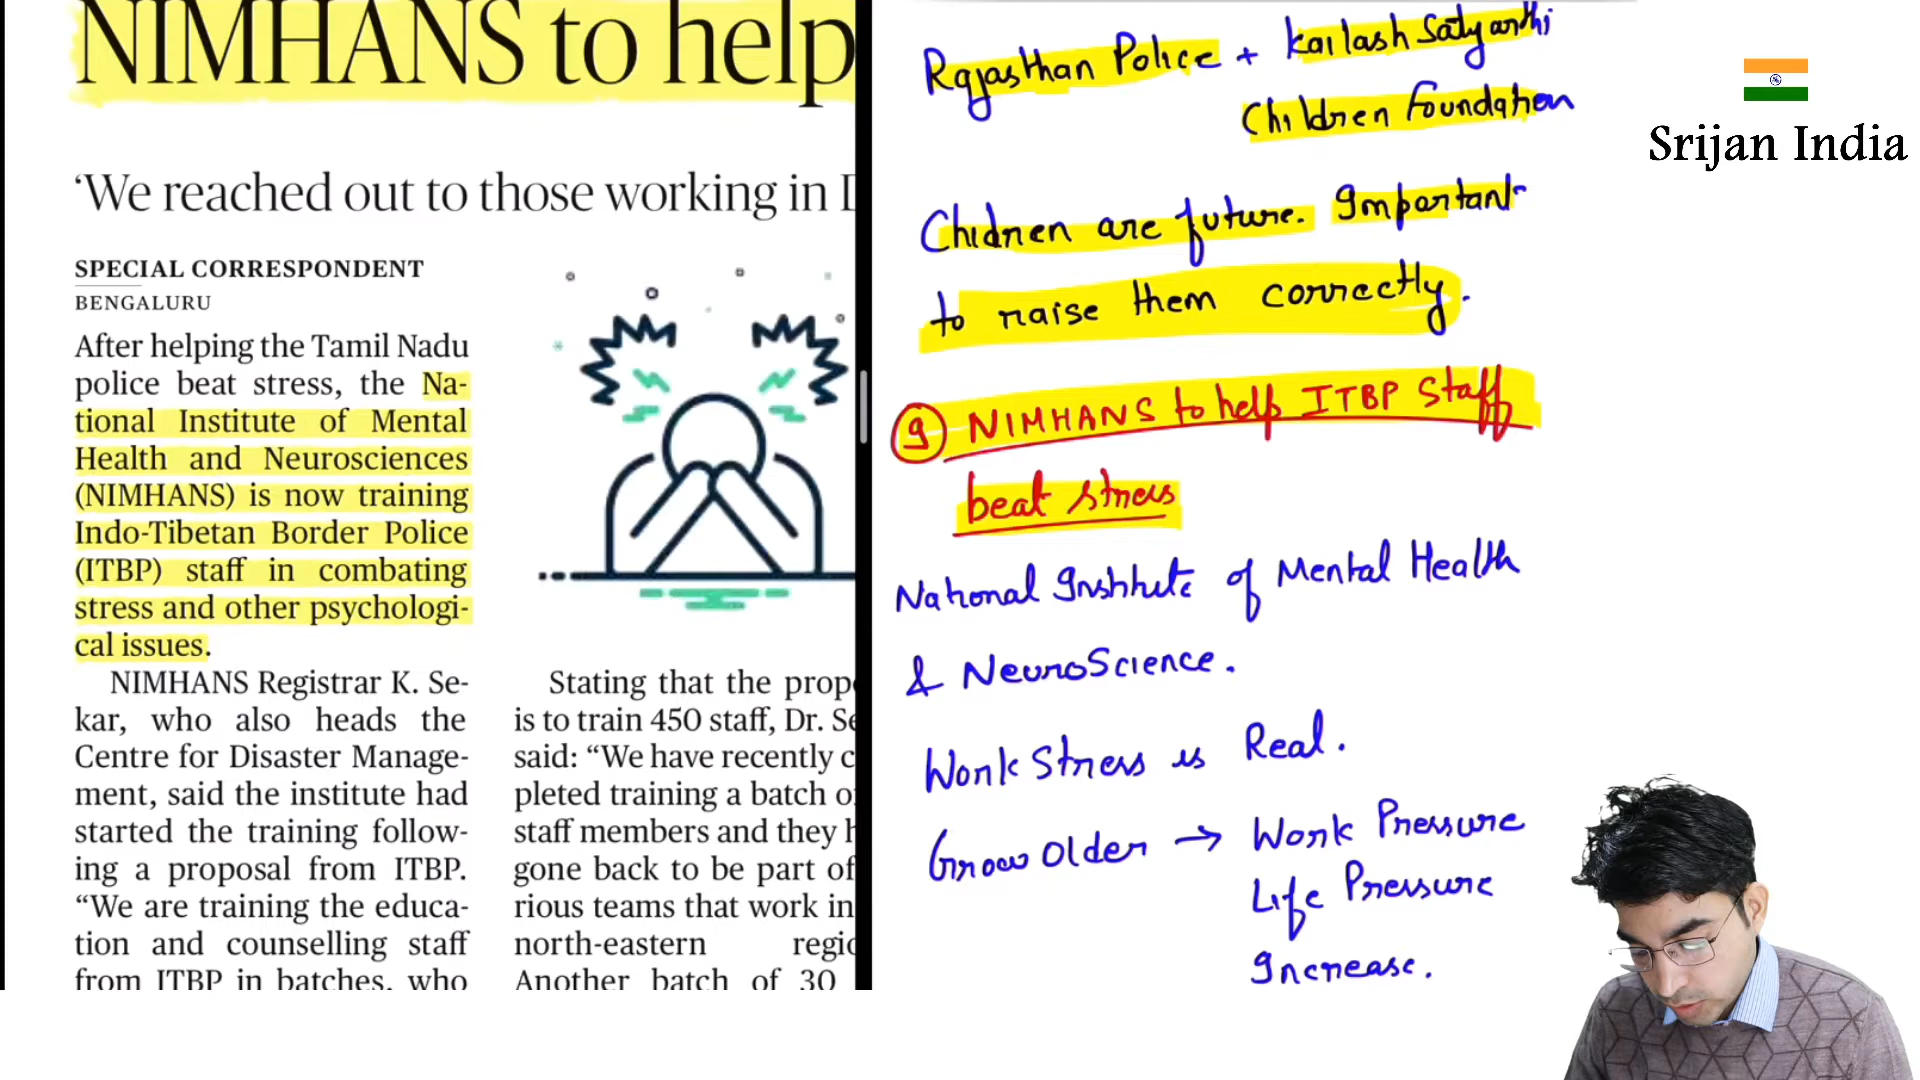 NIMHANS to help
‘We reached out to those working in
SPECIAL CORRESPONDENT
BENGALURU
After helping the Tamil Nadu
police beat stress, the Na-
tional Institute of Mental
Health and Neurosciences
(NIMHANS) is now training
Indo-Tibetan Border Police
(ITBP) staff in combating
stress and other psychologi-
cal issues.
NIMHANS Registrar K. Se-
kar, who also heads the
Centre for Disaster Manage-
ment, said the institute had
started the training follow-
ing a proposal from ITBP.
“We are training the educa-
tion and counselling staff
from ITBP in batches, who
Stating that the prop
is to train 450 staff, Dr. Se
said: “We have recently c
pleted training a batch o
staff members and they h
gone back to be part of
rious teams that work in
north-eastern regio
Another batch of 30
Rajasthan Police + Kailash Satyarthi
Children Foundation
Chidren are future. Important
to raise them correctly.
9 NIMHANS to help ITBP Staff
beat stress
National Institute of Mental Health
& NeuroScience.
Work Stress is Real.
Grow Older → Work Pressure
Life Pressure
Increase.
Srijan India